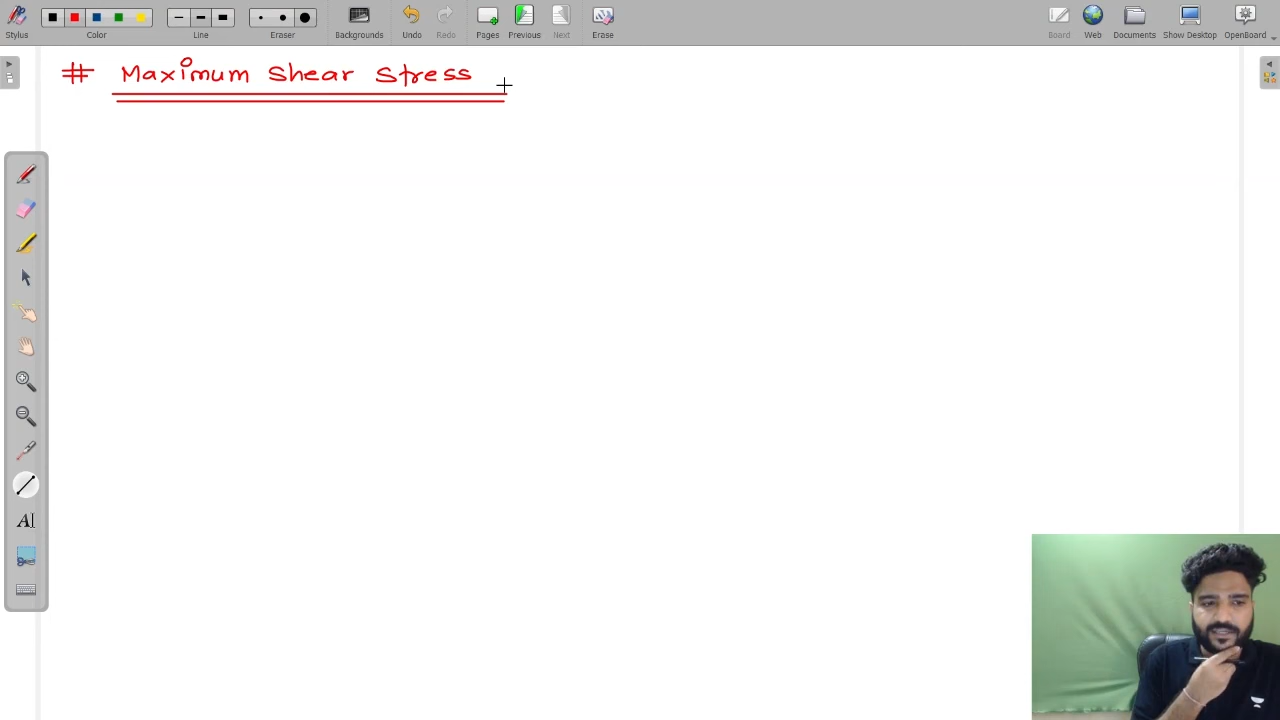 Stylus
Color
Line
Eraser
Backgrounds
Undo
Redo
Pages
Previous
Next
Erase
Board
Web
Documents
Show Desktop
OpenBoard
# Maximum Shear Stress
AI